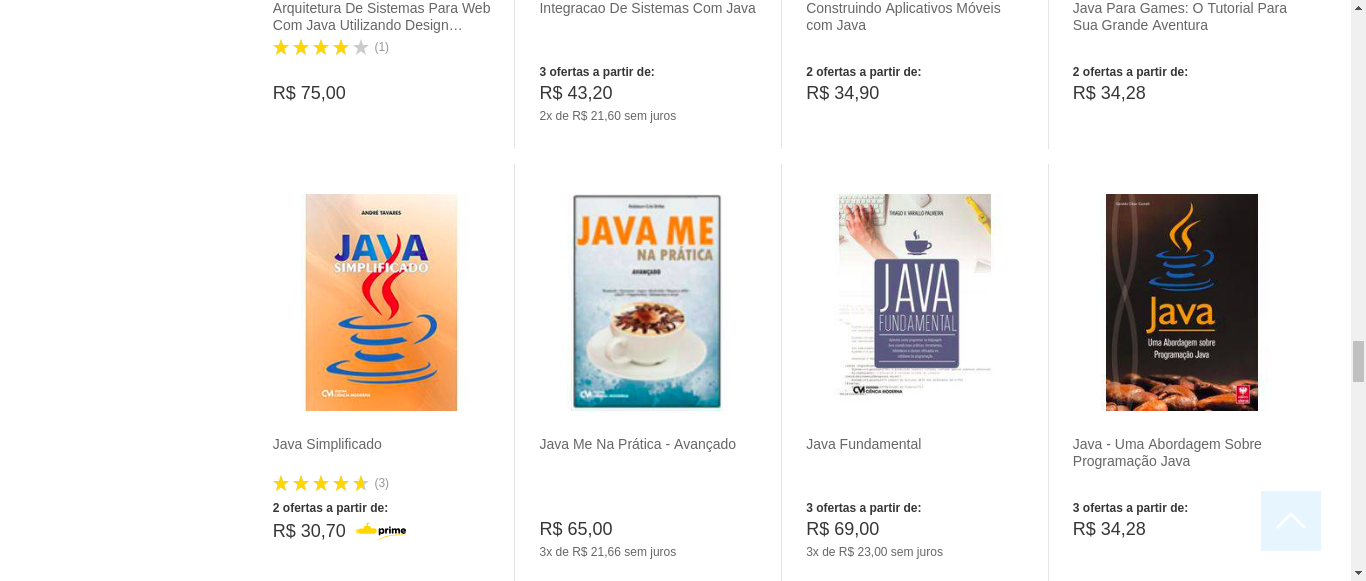 Arquitetura De Sistemas Para Web
Com Java Utilizando Design…
(1)
R$ 75,00
Integracao De Sistemas Com Java
3 ofertas a partir de:
R$ 43,20
2x de R$ 21,60 sem juros
Construindo Aplicativos Móveis
com Java
2 ofertas a partir de:
R$ 34,90
Java Para Games: O Tutorial Para
Sua Grande Aventura
2 ofertas a partir de:
R$ 34,28
ANDRÉ TAVARES
JAVA
SIMPLIFICADO
CIÊNCIA MODERNA
Java Simplificado
(3)
2 ofertas a partir de:
R$ 30,70 prime
JAVA ME
NA PRÁTICA
AVANÇADO
CIÊNCIA MODERNA
Java Me Na Prática - Avançado
R$ 65,00
3x de R$ 21,66 sem juros
THIAGO V. VARALLO PALMEIRA
JAVA
FUNDAMENTAL
CIÊNCIA MODERNA
Java Fundamental
3 ofertas a partir de:
R$ 69,00
3x de R$ 23,00 sem juros
Java
Uma Abordagem sobre
Programação Java
Java - Uma Abordagem Sobre
Programação Java
3 ofertas a partir de:
R$ 34,28